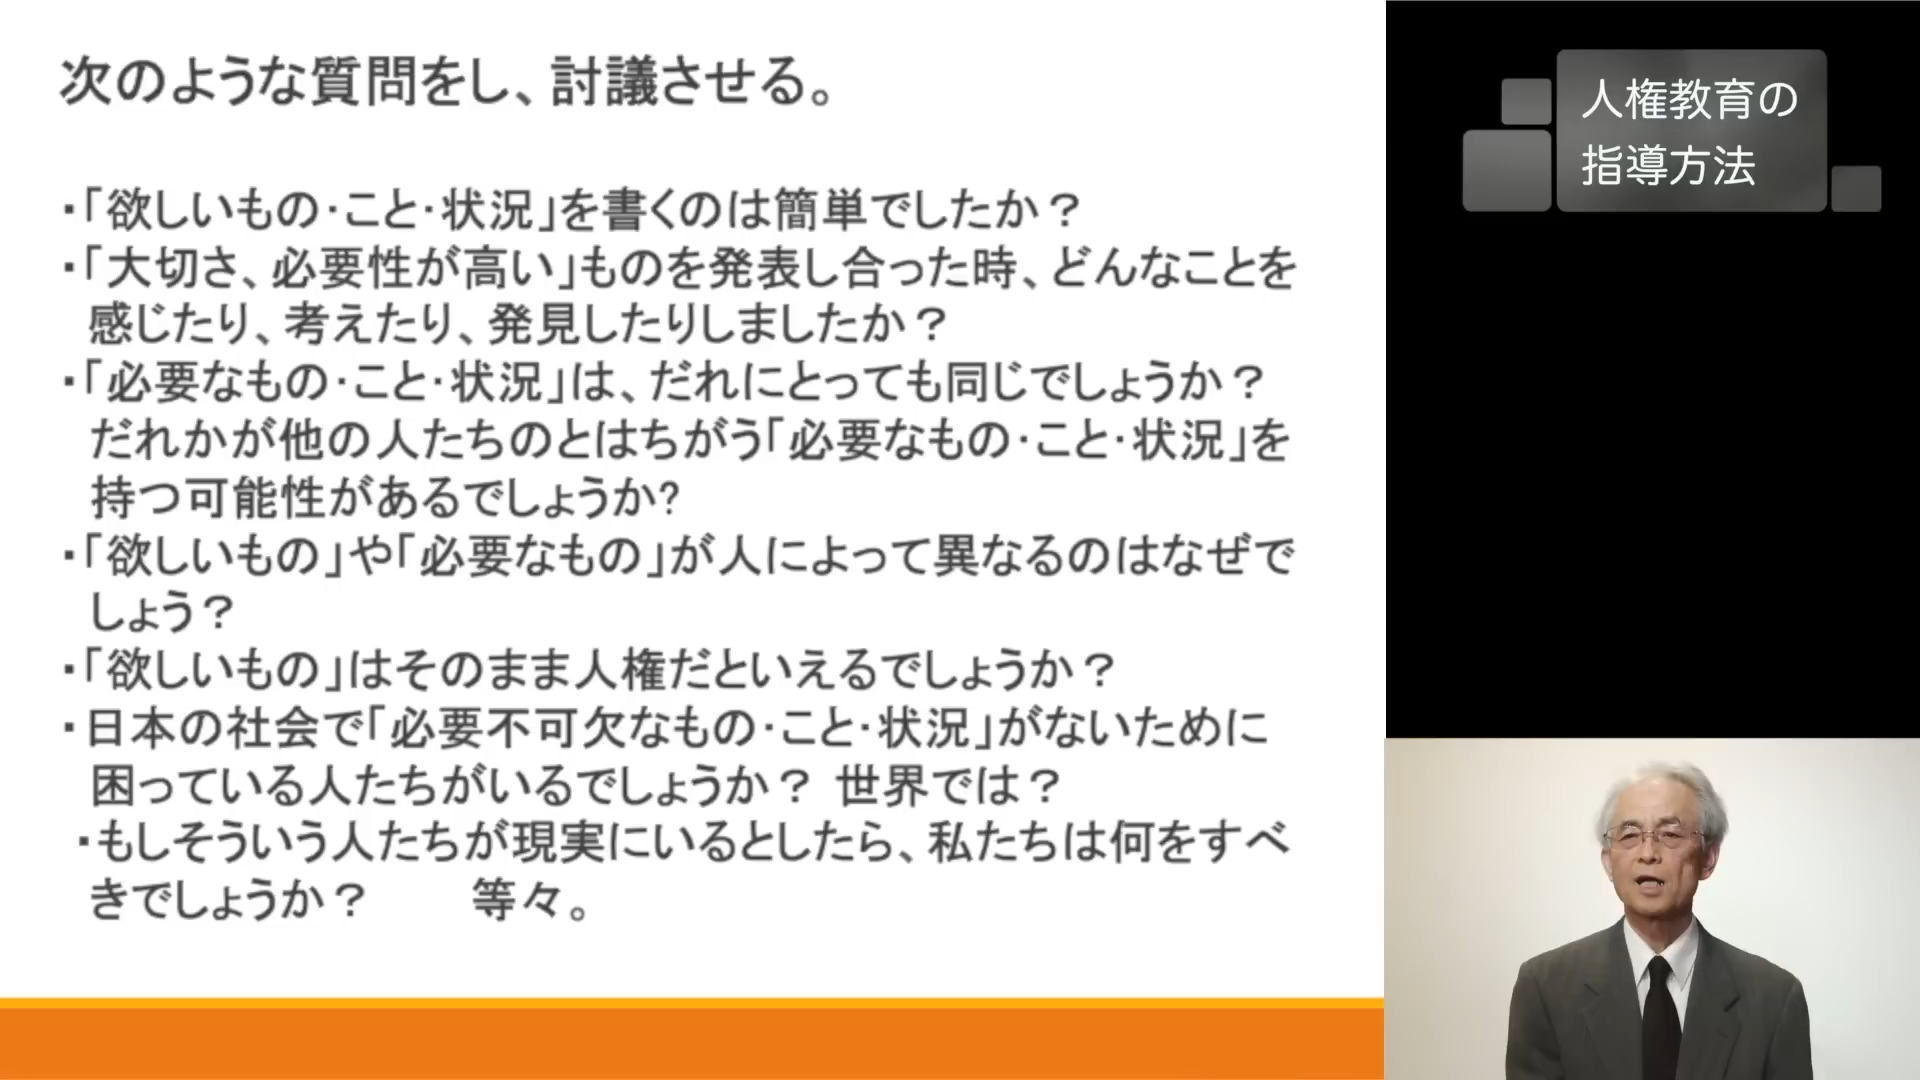 次のような質問をし、討議させる。
・「欲しいもの・こと・状況」を書くのは簡単でしたか？
・「大切さ、必要性が高い」ものを発表し合った時、どんなことを
感じたり、考えたり、発見したりしましたか？
・「必要なもの・こと・状況」は、だれにとっても同じでしょうか？
だれかが他の人たちのとはちがう「必要なもの・こと・状況」を
持つ可能性があるでしょうか?
・「欲しいもの」や「必要なもの」が人によって異なるのはなぜで
しょう？
・「欲しいもの」はそのまま人権だといえるでしょうか？
・日本の社会で「必要不可欠なもの・こと・状況」がないために
困っている人たちがいるでしょうか？ 世界では？
・もしそういう人たちが現実にいるとしたら、私たちは何をすべ
きでしょうか？　　等々。
人権教育の
指導方法